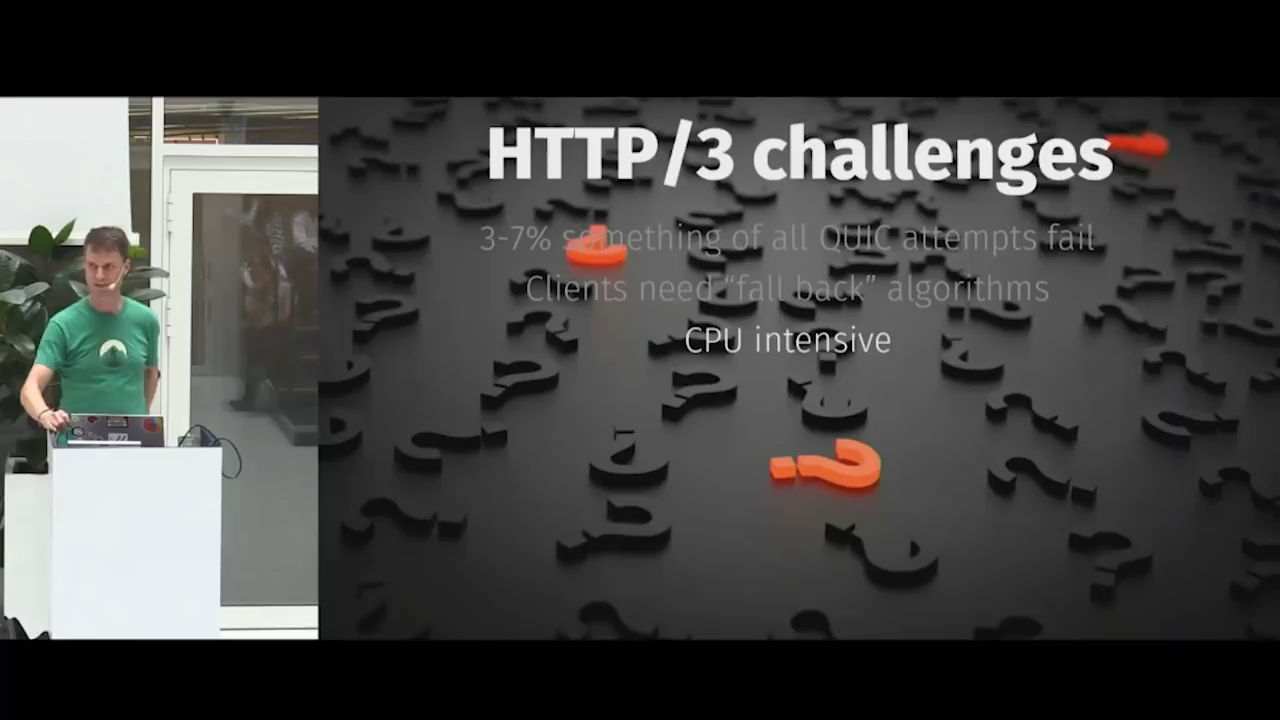 HTTP/3 challenges
3-7% something of all QUIC attempts fail
Clients need “fall back” algorithms
CPU intensive